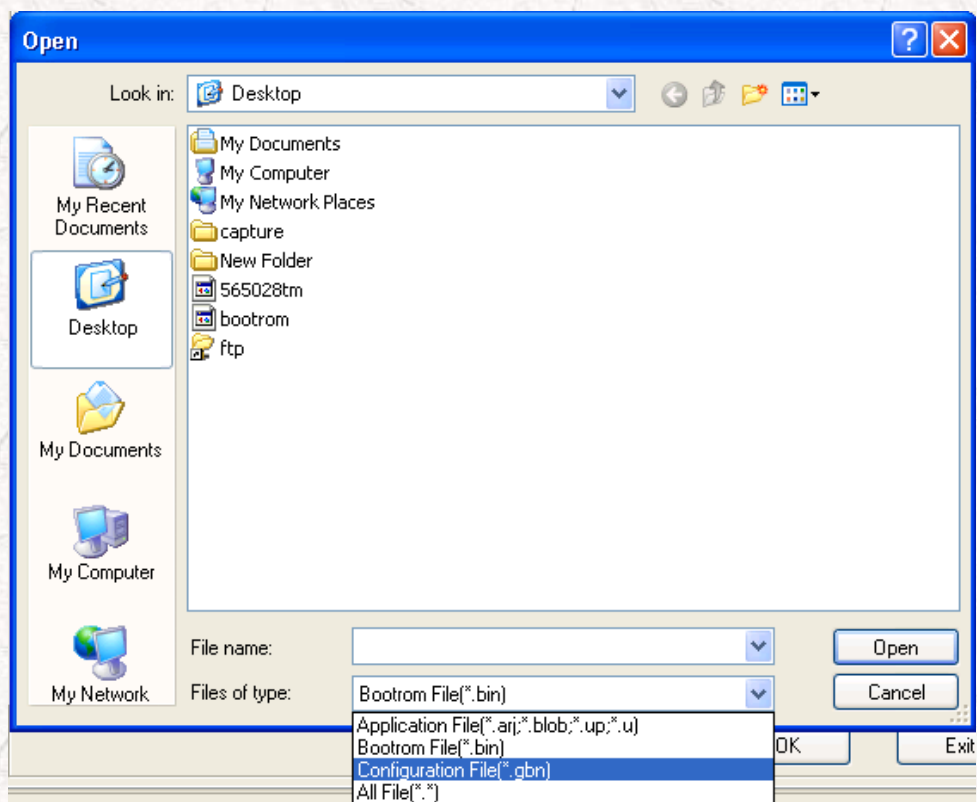 Open
Look in:
Desktop
My Recent
Documents
Desktop
My Documents
My Computer
My Network
My Documents
My Computer
My Network Places
capture
New Folder
565028tm
bootrom
ftp
File name:
Open
Files of type:
Bootrom File(*.bin)
Cancel
Application File(*.arj;*.blob;*.up;*.u)
Bootrom File(*.bin)
Configuration File(*.gbn)
All File(*.*)
OK
Exit